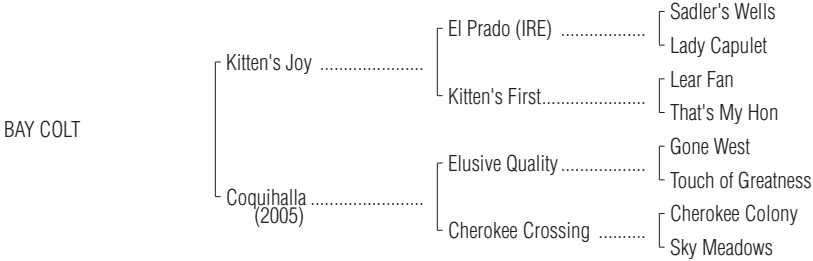 Sadler's Wells
El Prado (IRE) ...................
Lady Capulet
Kitten's Joy ......................
Lear Fan
Kitten's First......................
That's My Hon
BAY COLT
Gone West
Elusive Quality ..................
Touch of Greatness
Coquihalla ........................
(2005)
Cherokee Colony
Cherokee Crossing ..........
Sky Meadows